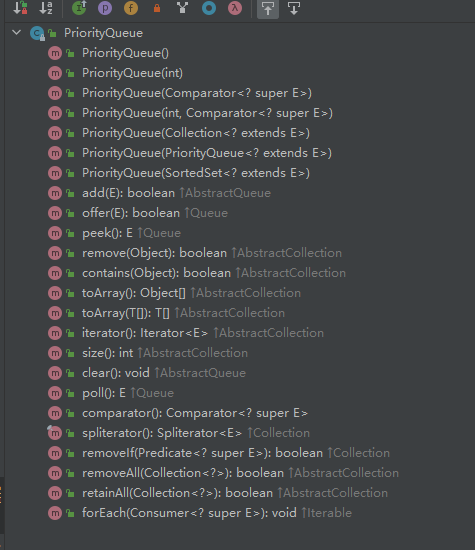 PriorityQueue
PriorityQueue()
PriorityQueue(int)
PriorityQueue(Comparator<? super E>)
PriorityQueue(int, Comparator<? super E>)
PriorityQueue(Collection<? extends E>)
PriorityQueue(PriorityQueue<? extends E>)
PriorityQueue(SortedSet<? extends E>)
add(E): boolean ↑AbstractQueue
offer(E): boolean ↑Queue
peek(): E ↑Queue
remove(Object): boolean ↑AbstractCollection
contains(Object): boolean ↑AbstractCollection
toArray(): Object[] ↑AbstractCollection
toArray(T[]): T[] ↑AbstractCollection
iterator(): Iterator<E> ↑AbstractCollection
size(): int ↑AbstractCollection
clear(): void ↑AbstractQueue
poll(): E ↑Queue
comparator(): Comparator<? super E>
spliterator(): Spliterator<E> ↑Collection
removeIf(Predicate<? super E>): boolean ↑Collection
removeAll(Collection<?>): boolean ↑AbstractCollection
retainAll(Collection<?>): boolean ↑AbstractCollection
forEach(Consumer<? super E>): void ↑Iterable